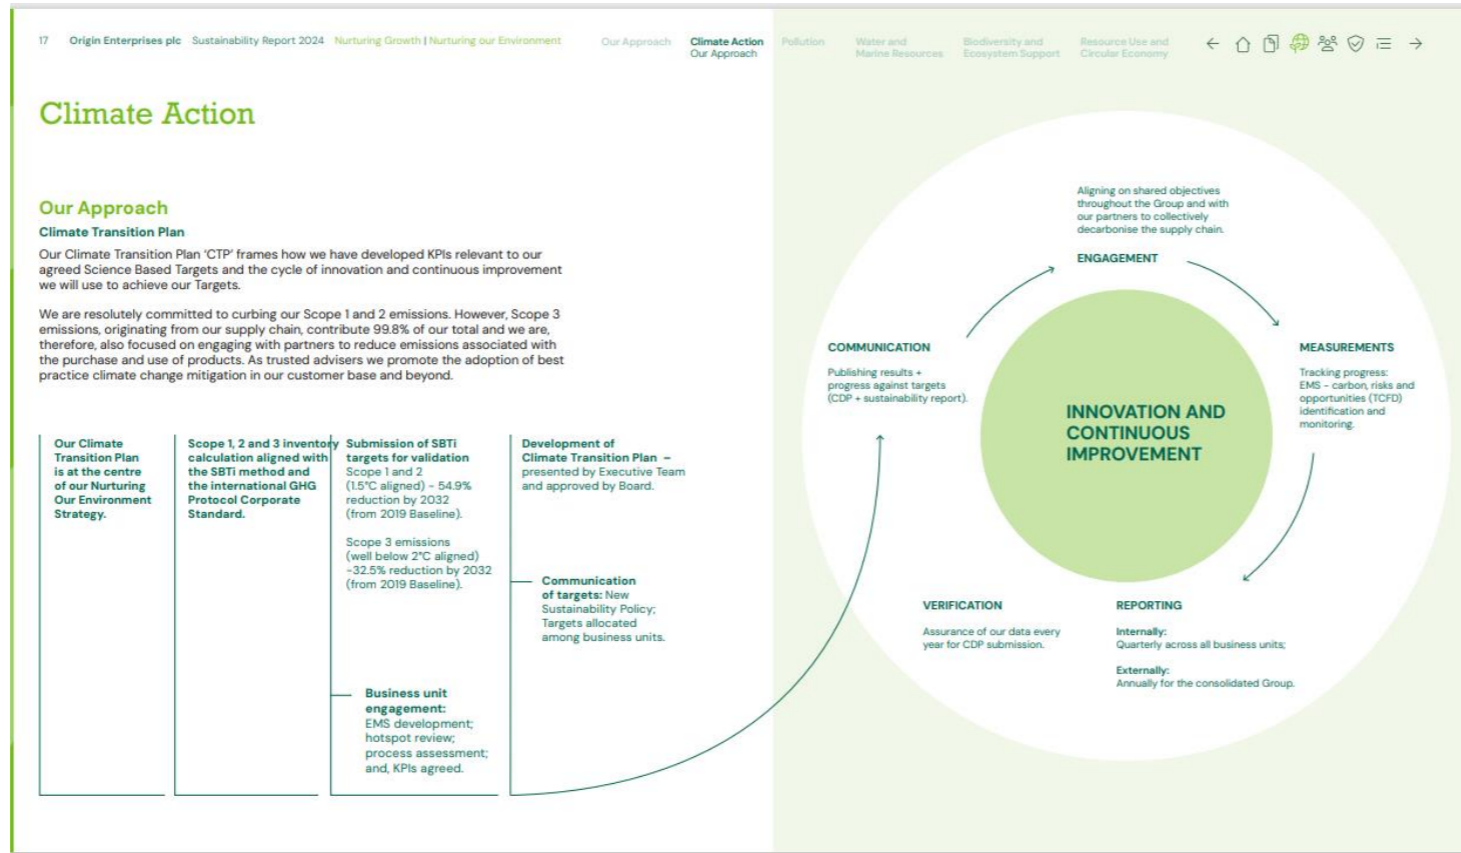 17 Origin Enterprises plc Sustainability Report 2024 Nurturing Growth | Nurturing our Environment
Our Approach
Climate Action
Our Approach
Pollution
Water and
Marine Resources
Biodiversity and
Ecosystem Support
Resource Use and
Circular Economy
Climate Action
Our Approach
Climate Transition Plan
Our Climate Transition Plan ‘CTP’ frames how we have developed KPIs relevant to our
agreed Science Based Targets and the cycle of innovation and continuous improvement
we will use to achieve our Targets.
We are resolutely committed to curbing our Scope 1 and 2 emissions. However, Scope 3
emissions, originating from our supply chain, contribute 99.8% of our total and we are,
therefore, also focused on engaging with partners to reduce emissions associated with
the purchase and use of products. As trusted advisers we promote the adoption of best
practice climate change mitigation in our customer base and beyond.
Our Climate
Transition Plan
is at the centre
of our Nurturing
Our Environment
Strategy.
Scope 1, 2 and 3 inventory
calculation aligned with
the SBTi method and
the international GHG
Protocol Corporate
Standard.
Submission of SBTi
targets for validation
Scope 1 and 2
(1.5°C aligned) - 54.9%
reduction by 2032
(from 2019 Baseline).
Scope 3 emissions
(well below 2°C aligned)
-32.5% reduction by 2032
(from 2019 Baseline).
Business unit
engagement:
EMS development;
hotspot review;
process assessment;
and, KPIs agreed.
Development of
Climate Transition Plan –
presented by Executive Team
and approved by Board.
Communication
of targets: New
Sustainability Policy;
Targets allocated
among business units.
Aligning on shared objectives
throughout the Group and with
our partners to collectively
decarbonise the supply chain.
ENGAGEMENT
COMMUNICATION
Publishing results +
progress against targets
(CDP + sustainability report).
MEASUREMENTS
Tracking progress:
EMS - carbon, risks and
opportunities (TCFD)
identification and
monitoring.
INNOVATION AND
CONTINUOUS
IMPROVEMENT
VERIFICATION
Assurance of our data every
year for CDP submission.
REPORTING
Internally:
Quarterly across all business units;
Externally:
Annually for the consolidated Group.